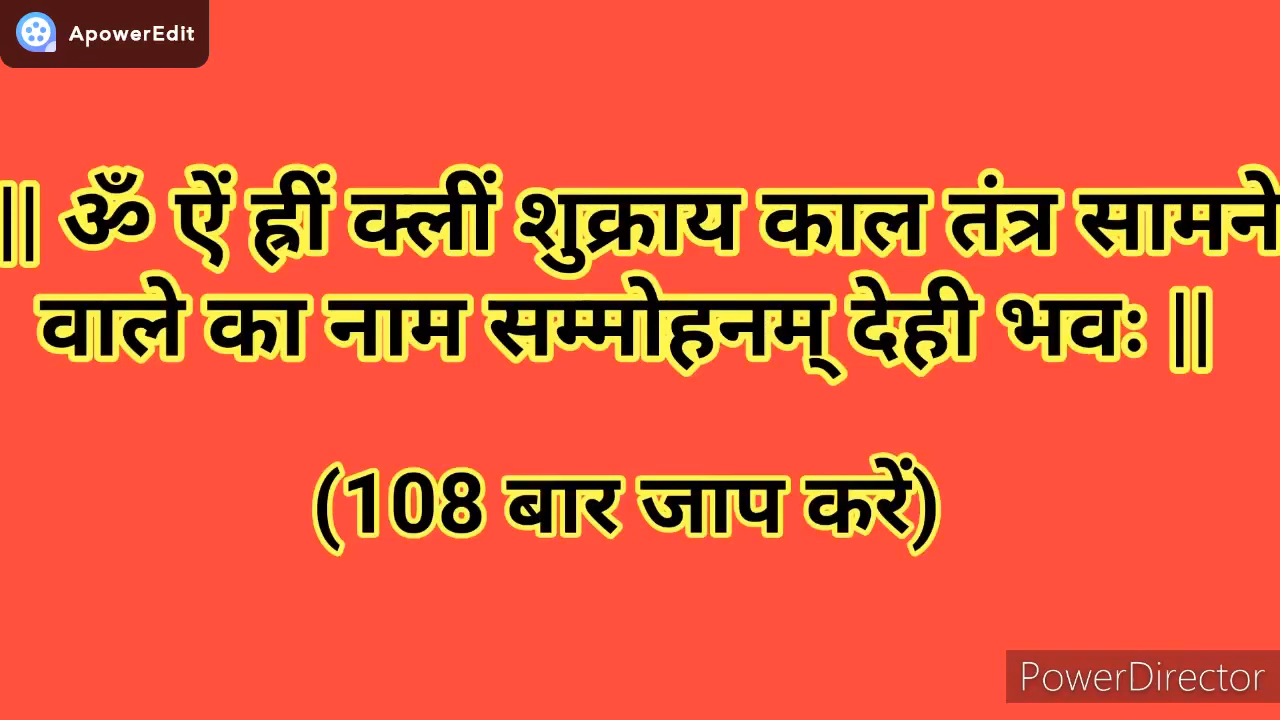 ApowerEdit
|| ॐ ऐं ह्रीं क्लीं शुक्राय काल तंत्र सामने
वाले का नाम सम्मोहनम् देही भवः ||
(108 बार जाप करें)
PowerDirector